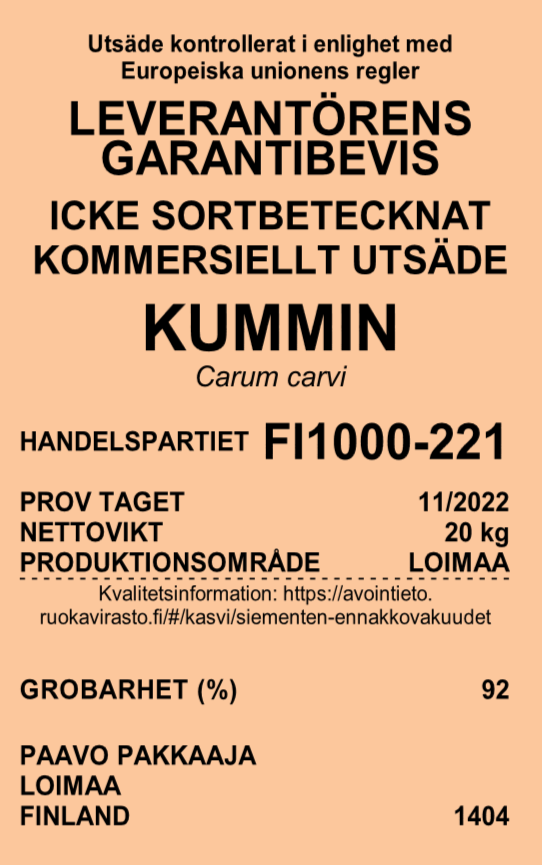 Utsäde kontrollerat i enlighet med
Europeiska unionens regler
LEVERANTÖRENS
GARANTIBEVIS
ICKE SORTBETECKNAT
KOMMERSIELLT UTSÄDE
KUMMIN
Carum carvi
HANDELSPARTIET FI1000-221
PROV TAGET 11/2022
NETTOVIKT 20 kg
PRODUKTIONSOMRÅDE LOIMAA
Kvalitetsinformation: https://avointieto.
ruokavirasto.fi/#/kasvi/siementen-ennakkovakuudet
GROBARHET (%) 92
PAAVO PAKKAAJA
LOIMAA
FINLAND 1404